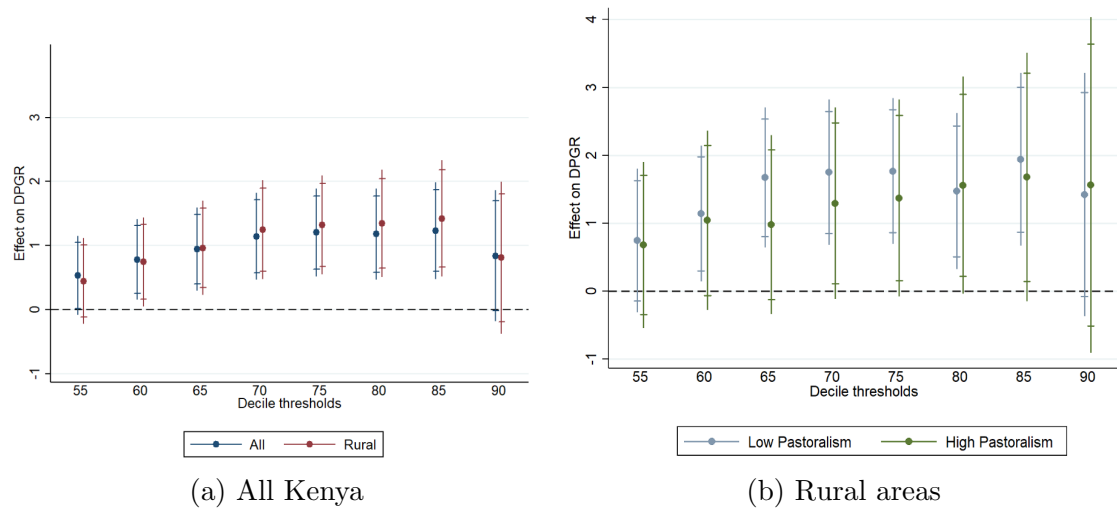 Effect on DPGR
3
2
1
0
-1
55 60 65 70 75 80 85 90
Decile thresholds
All Rural
(a) All Kenya
Effect on DPGR
4
3
2
1
0
-1
55 60 65 70 75 80 85 90
Decile thresholds
Low Pastoralism High Pastoralism
(b) Rural areas